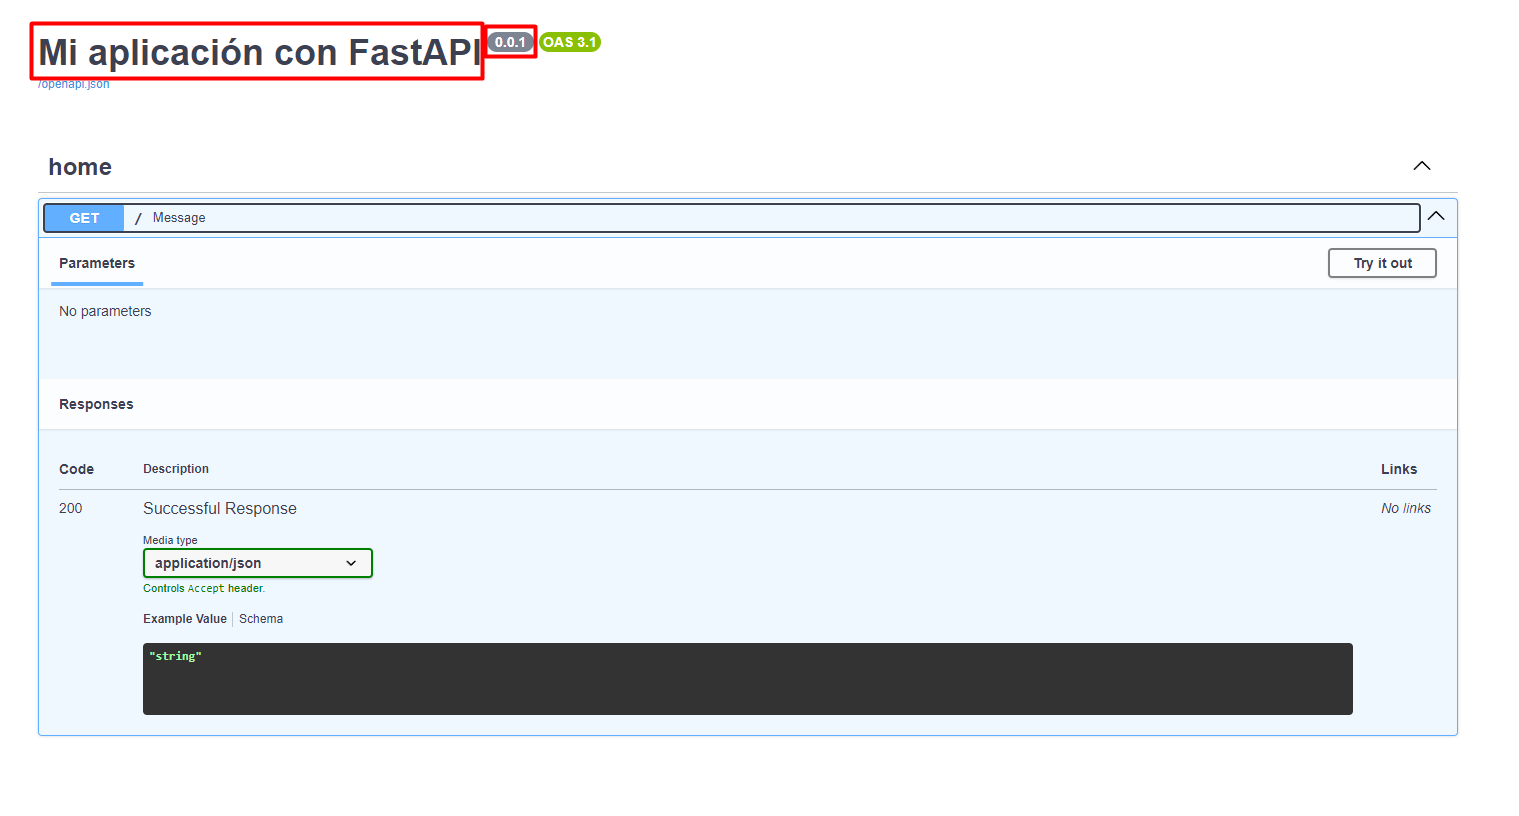 Mi aplicación con FastAPI 0.0.1 OAS 3.1
/openapi.json
home
GET / Message
Parameters Try it out
No parameters
Responses
Code Description Links
200 Successful Response No links
Media type
application/json
Controls Accept header.
Example Value Schema
"string"